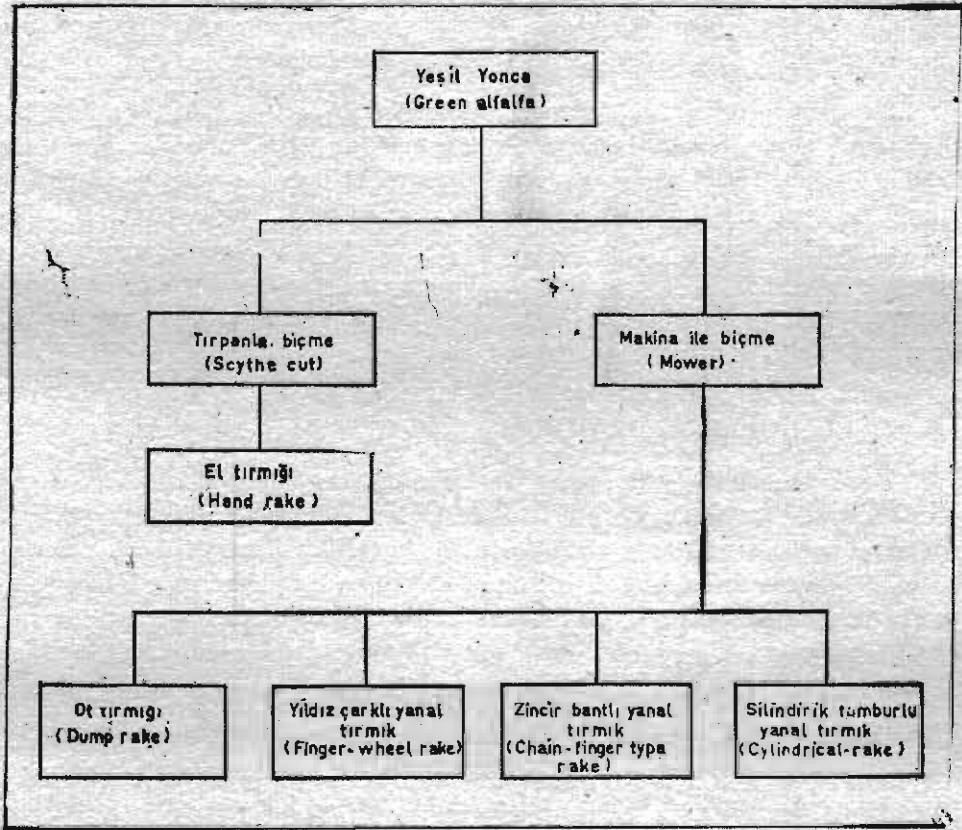 Yeşil Yonca
(Green alfalfa)
Tırpanla. biçme
(Scythe cut)
Makina ile biçme
(Mower)
El tırmığı
(Hand rake)
Ot tırmığı
(Dump rake)
Yıldız çarklı yanal
tırmık
(Finger-wheel rake)
Zincir bantlı yanal
tırmık
(Chain-finger type
rake)
Silindirik tamburlu
yanal tırmık
(Cylindrical-rake)